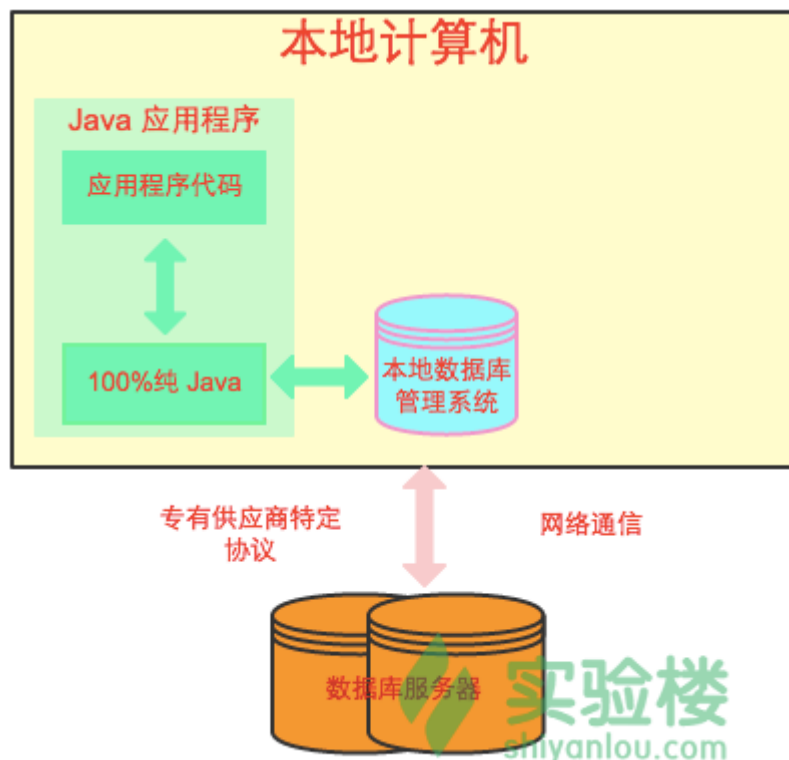 本地计算机
Java 应用程序
应用程序代码
100%纯 Java
本地数据库
管理系统
专有供应商特定
协议
网络通信
数据库服务器
实验楼
shiyanlou.com